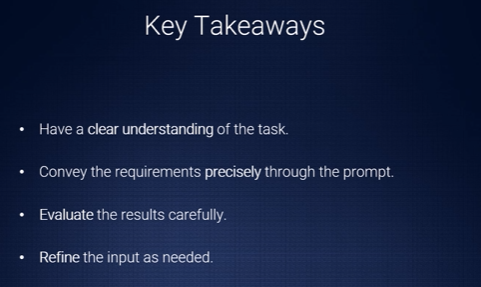 Key Takeaways
• Have a clear understanding of the task.
• Convey the requirements precisely through the prompt.
• Evaluate the results carefully.
• Refine the input as needed.